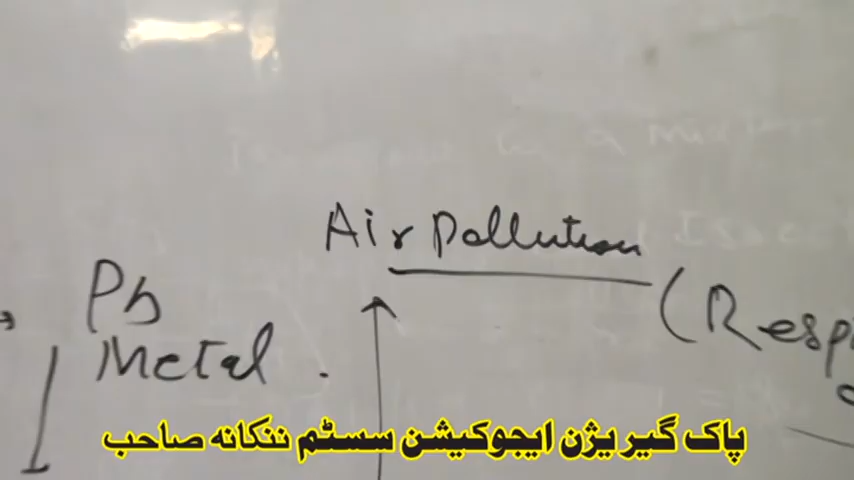 Air Pollution
(Resp
Pb
Metal .
پاک گیریژن ایجوکیشن سسٹم ننکانہ صاحب